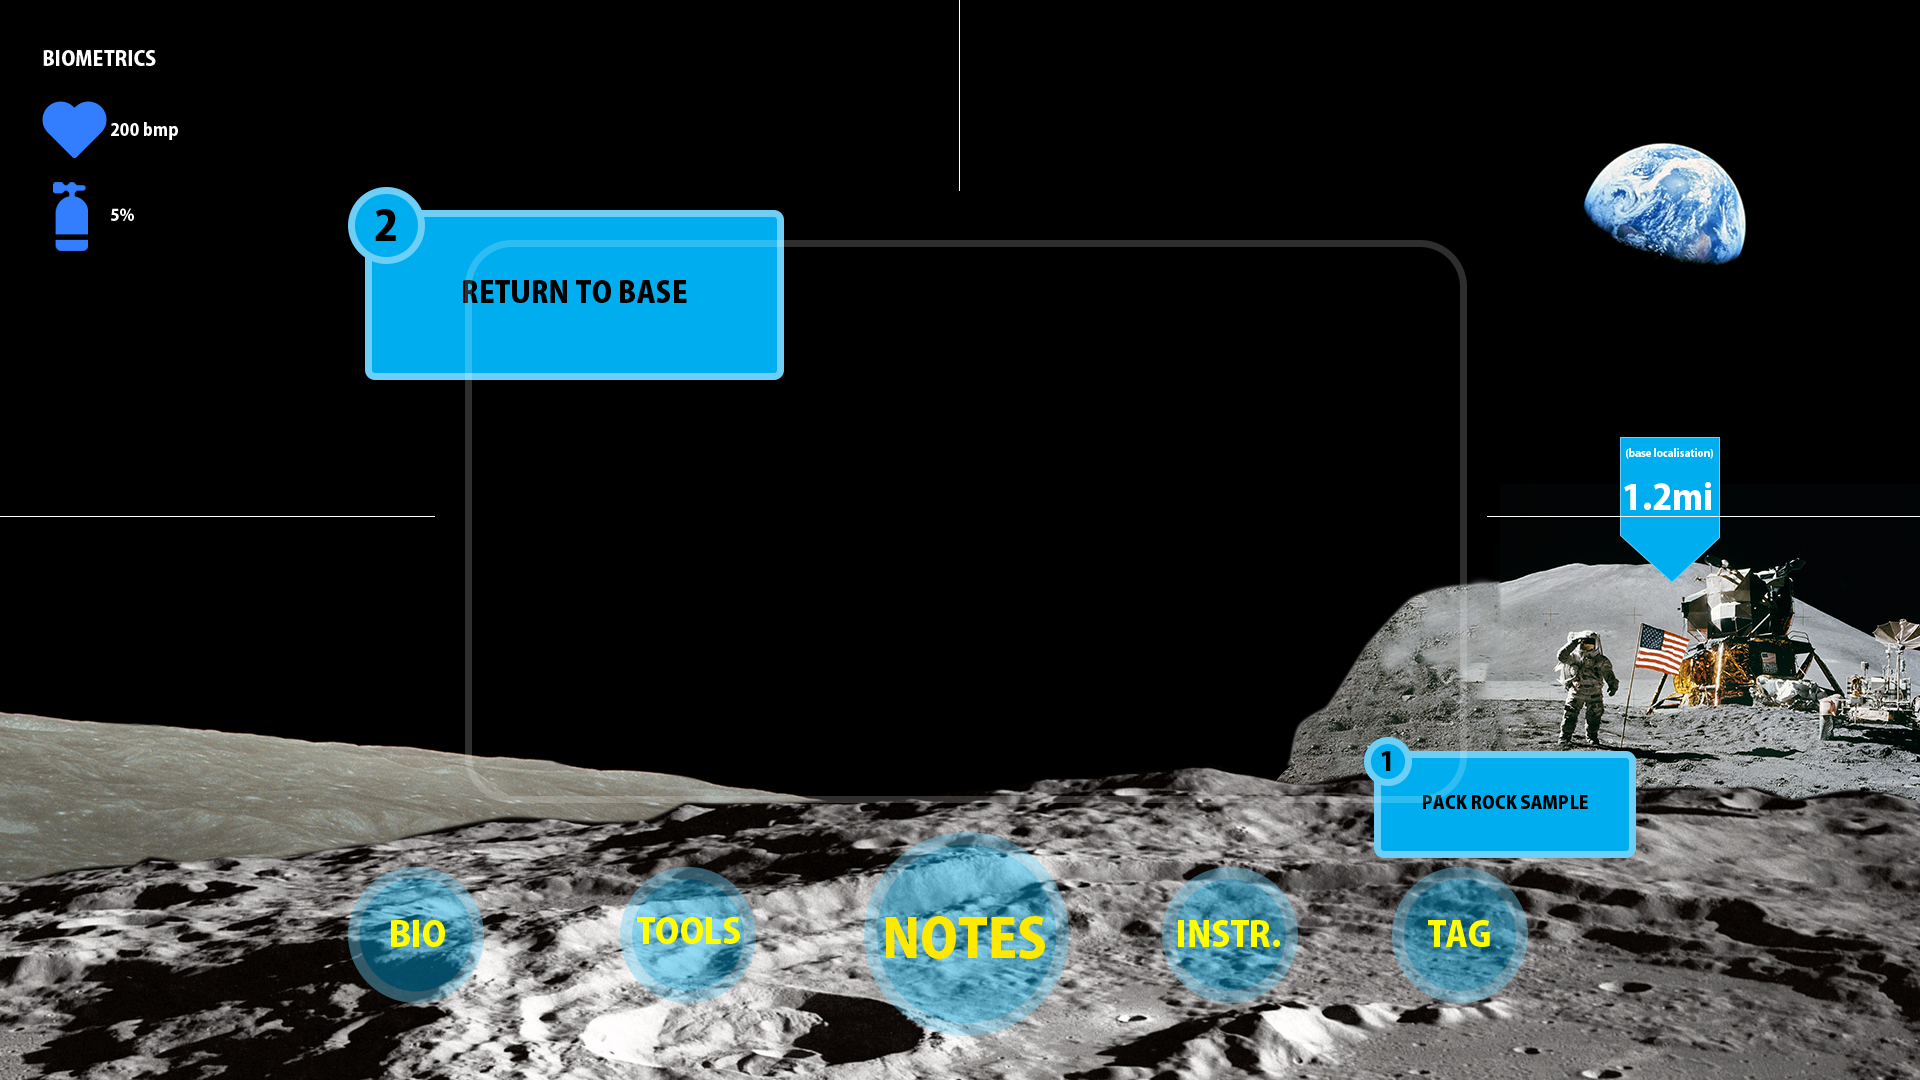 BIOMETRICS
200 bmp
5%
2
RETURN TO BASE
(base localisation)
1.2mi
1
PACK ROCK SAMPLE
BIO
TOOLS
NOTES
INSTR.
TAG